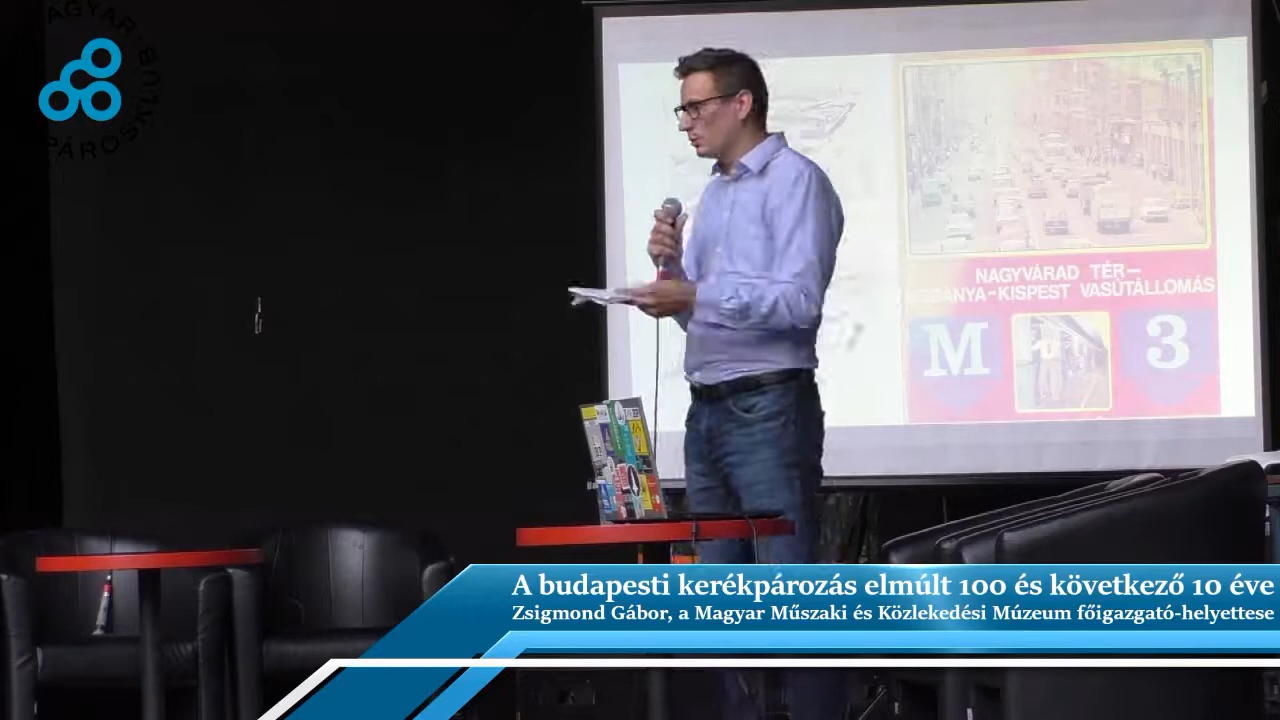 NAGYVÁRAD TÉR–
KŐBÁNYA-KISPEST VASÚTÁLLOMÁS
M 3
A budapesti kerékpározás elmúlt 100 és következő 10 éve
Zsigmond Gábor, a Magyar Műszaki és Közlekedési Múzeum főigazgató-helyettese